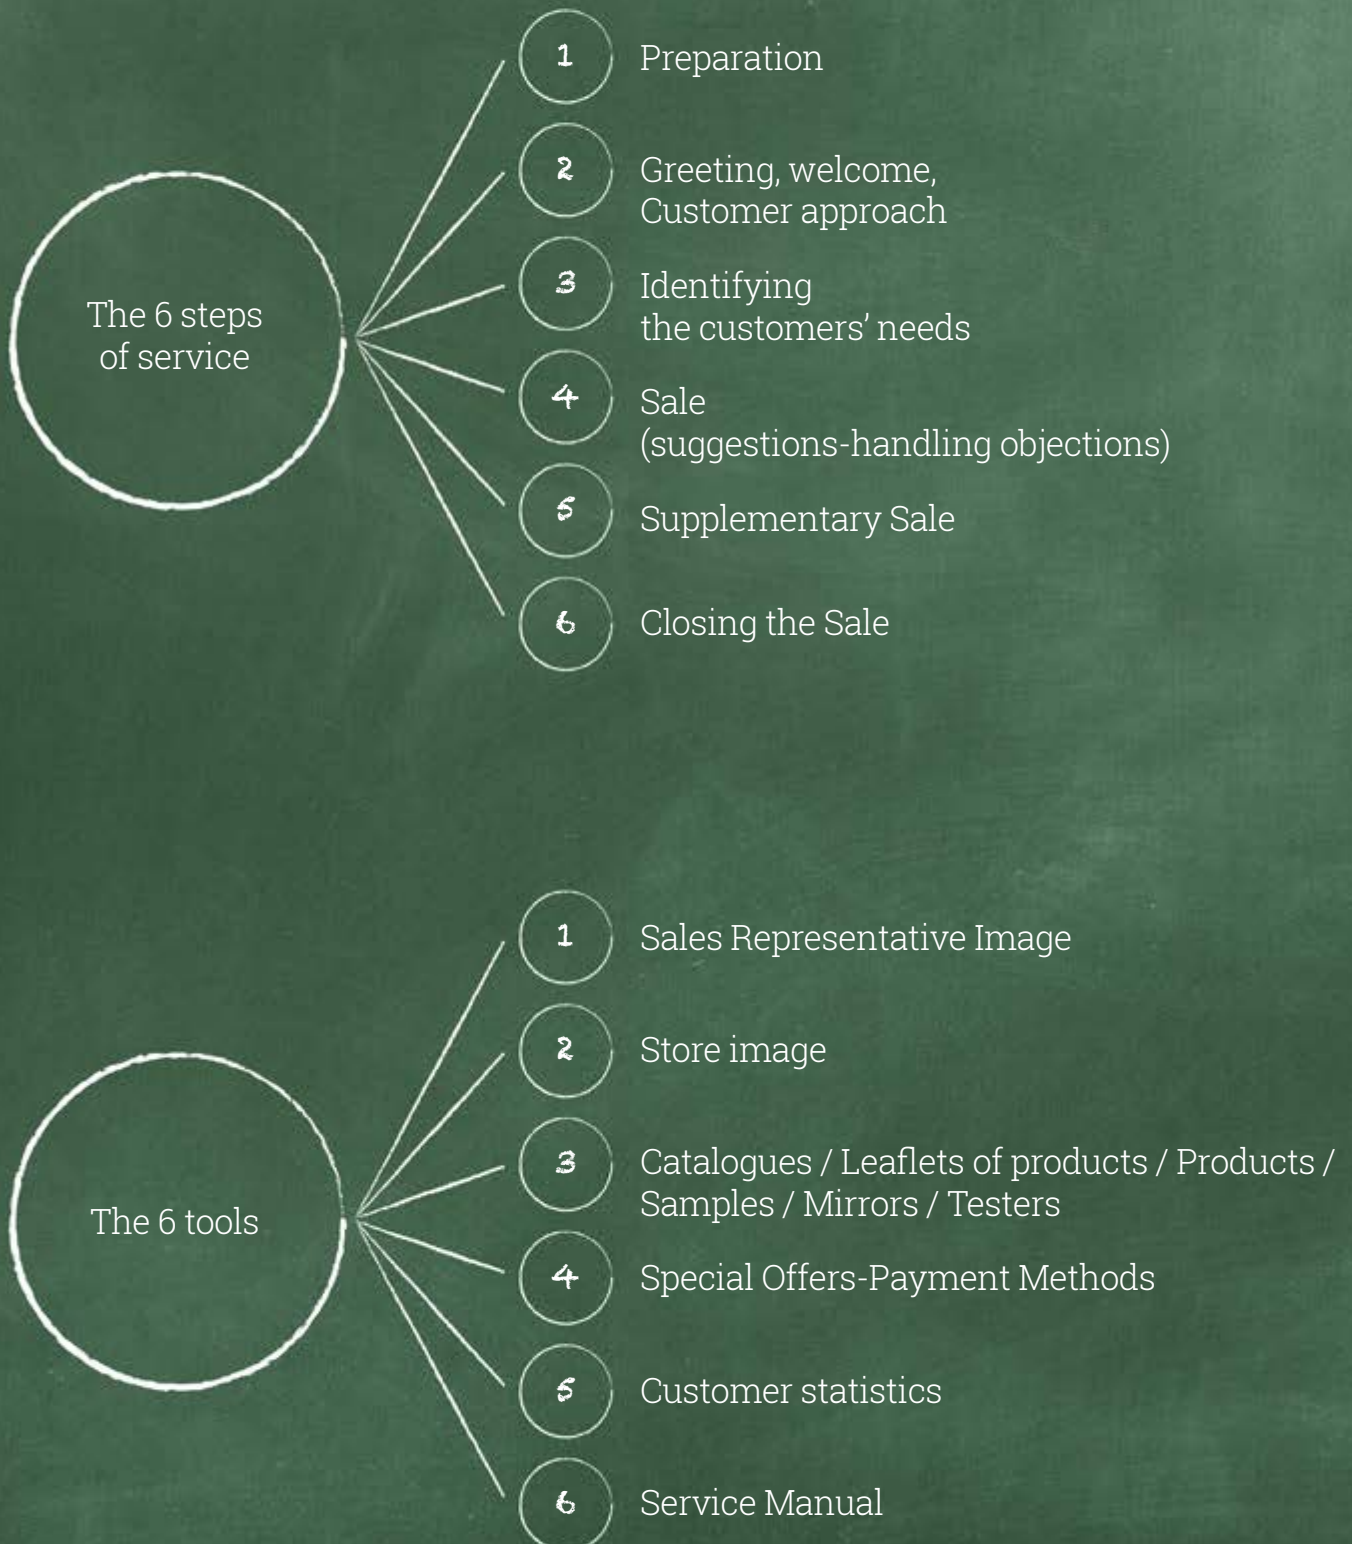 1 Preparation
2 Greeting, welcome,
Customer approach
3 Identifying
the customers’ needs
The 6 steps
of service
4 Sale
(suggestions-handling objections)
5 Supplementary Sale
6 Closing the Sale
1 Sales Representative Image
2 Store image
3 Catalogues / Leaflets of products / Products /
Samples / Mirrors / Testers
The 6 tools
4 Special Offers-Payment Methods
5 Customer statistics
6 Service Manual